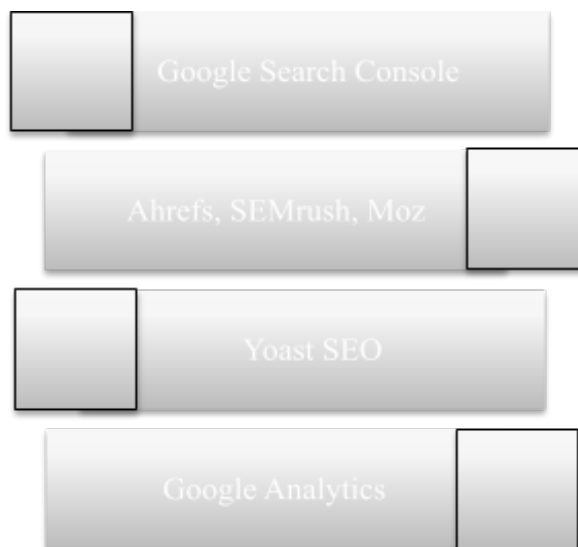 Google Search Console
Ahrefs, SEMrush, Moz
Yoast SEO
Google Analytics